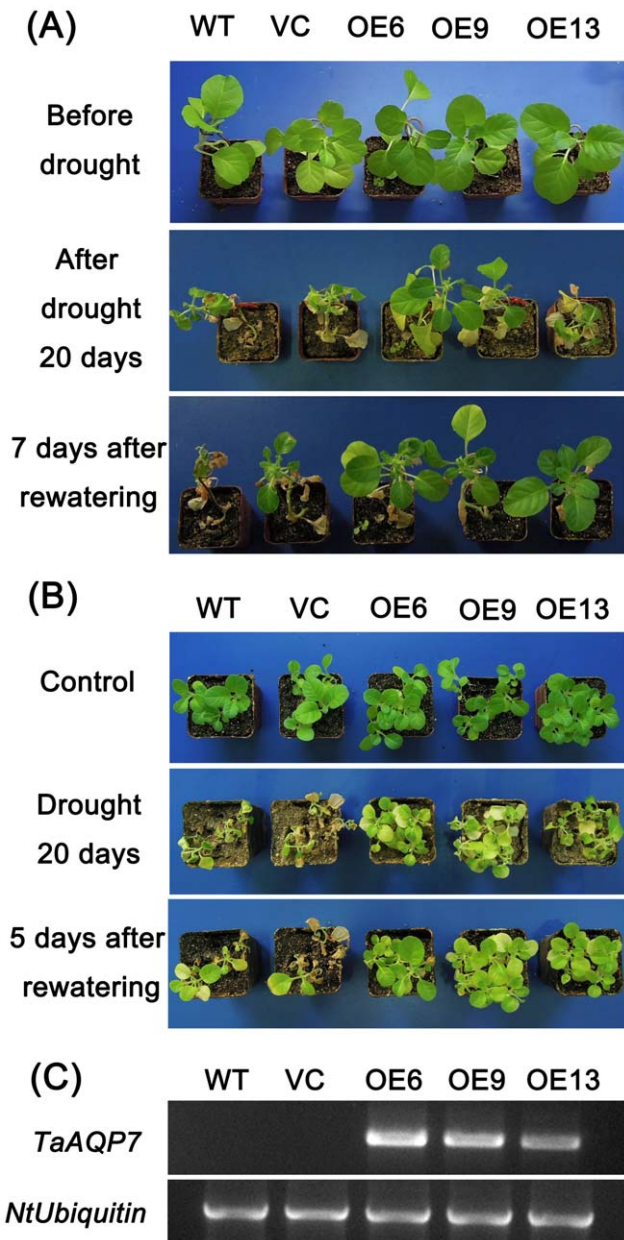 (A)
WT VC OE6 OE9 OE13
Before
drought
After
drought
20 days
7 days after
rewatering
(B)
WT VC OE6 OE9 OE13
Control
Drought
20 days
5 days after
rewatering
(C)
WT VC OE6 OE9 OE13
TaAQP7
NtUbiquitin